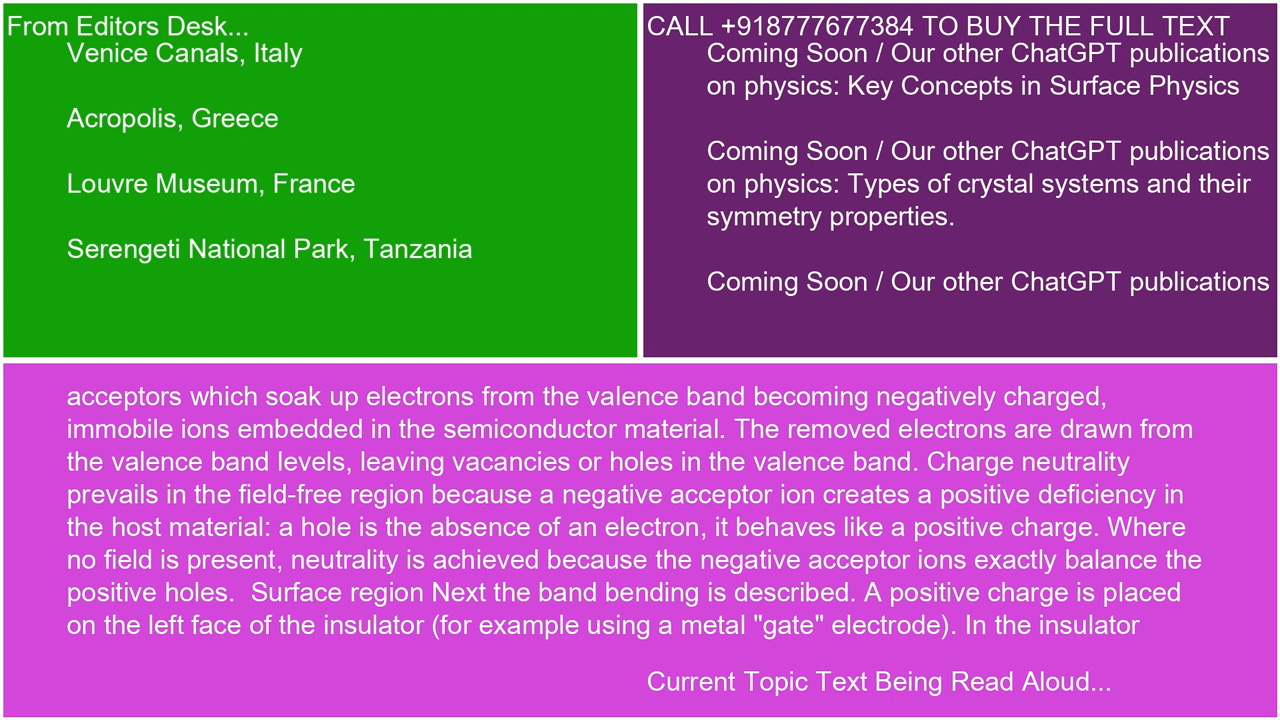 From Editors Desk...
Venice Canals, Italy
Acropolis, Greece
Louvre Museum, France
Serengeti National Park, Tanzania
CALL +918777677384 TO BUY THE FULL TEXT
Coming Soon / Our other ChatGPT publications
on physics: Key Concepts in Surface Physics
Coming Soon / Our other ChatGPT publications
on physics: Types of crystal systems and their
symmetry properties.
Coming Soon / Our other ChatGPT publications
acceptors which soak up electrons from the valence band becoming negatively charged,
immobile ions embedded in the semiconductor material. The removed electrons are drawn from
the valence band levels, leaving vacancies or holes in the valence band. Charge neutrality
prevails in the field-free region because a negative acceptor ion creates a positive deficiency in
the host material: a hole is the absence of an electron, it behaves like a positive charge. Where
no field is present, neutrality is achieved because the negative acceptor ions exactly balance the
positive holes.  Surface region Next the band bending is described. A positive charge is placed
on the left face of the insulator (for example using a metal "gate" electrode). In the insulator
Current Topic Text Being Read Aloud...